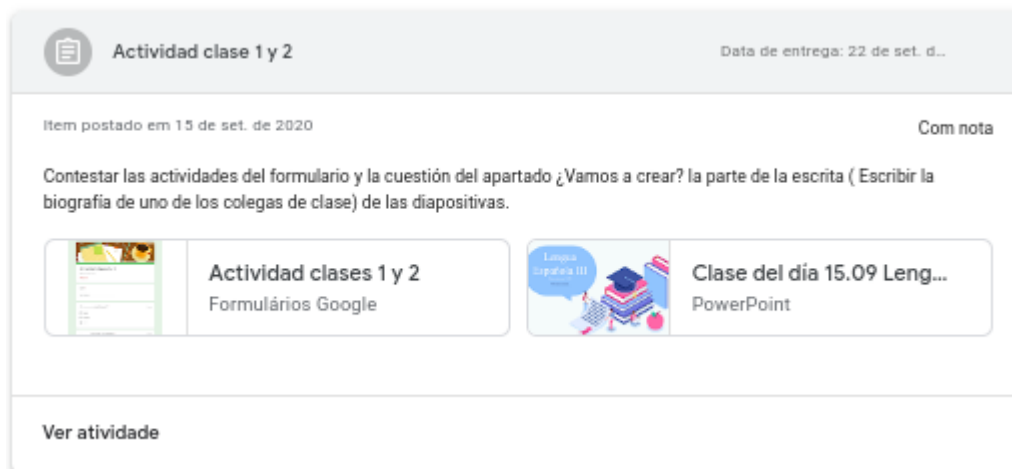 Actividad clase 1 y 2
Data de entrega: 22 de set. d...
Item postado em 15 de set. de 2020
Com nota
Contestar las actividades del formulario y la cuestión del apartado ¿Vamos a crear? la parte de la escrita ( Escribir la
biografía de uno de los colegas de clase) de las diapositivas.
Actividad clases 1 y 2
Formulários Google
Lengua
Española III
Clase del día 15.09 Leng...
PowerPoint
Ver atividade